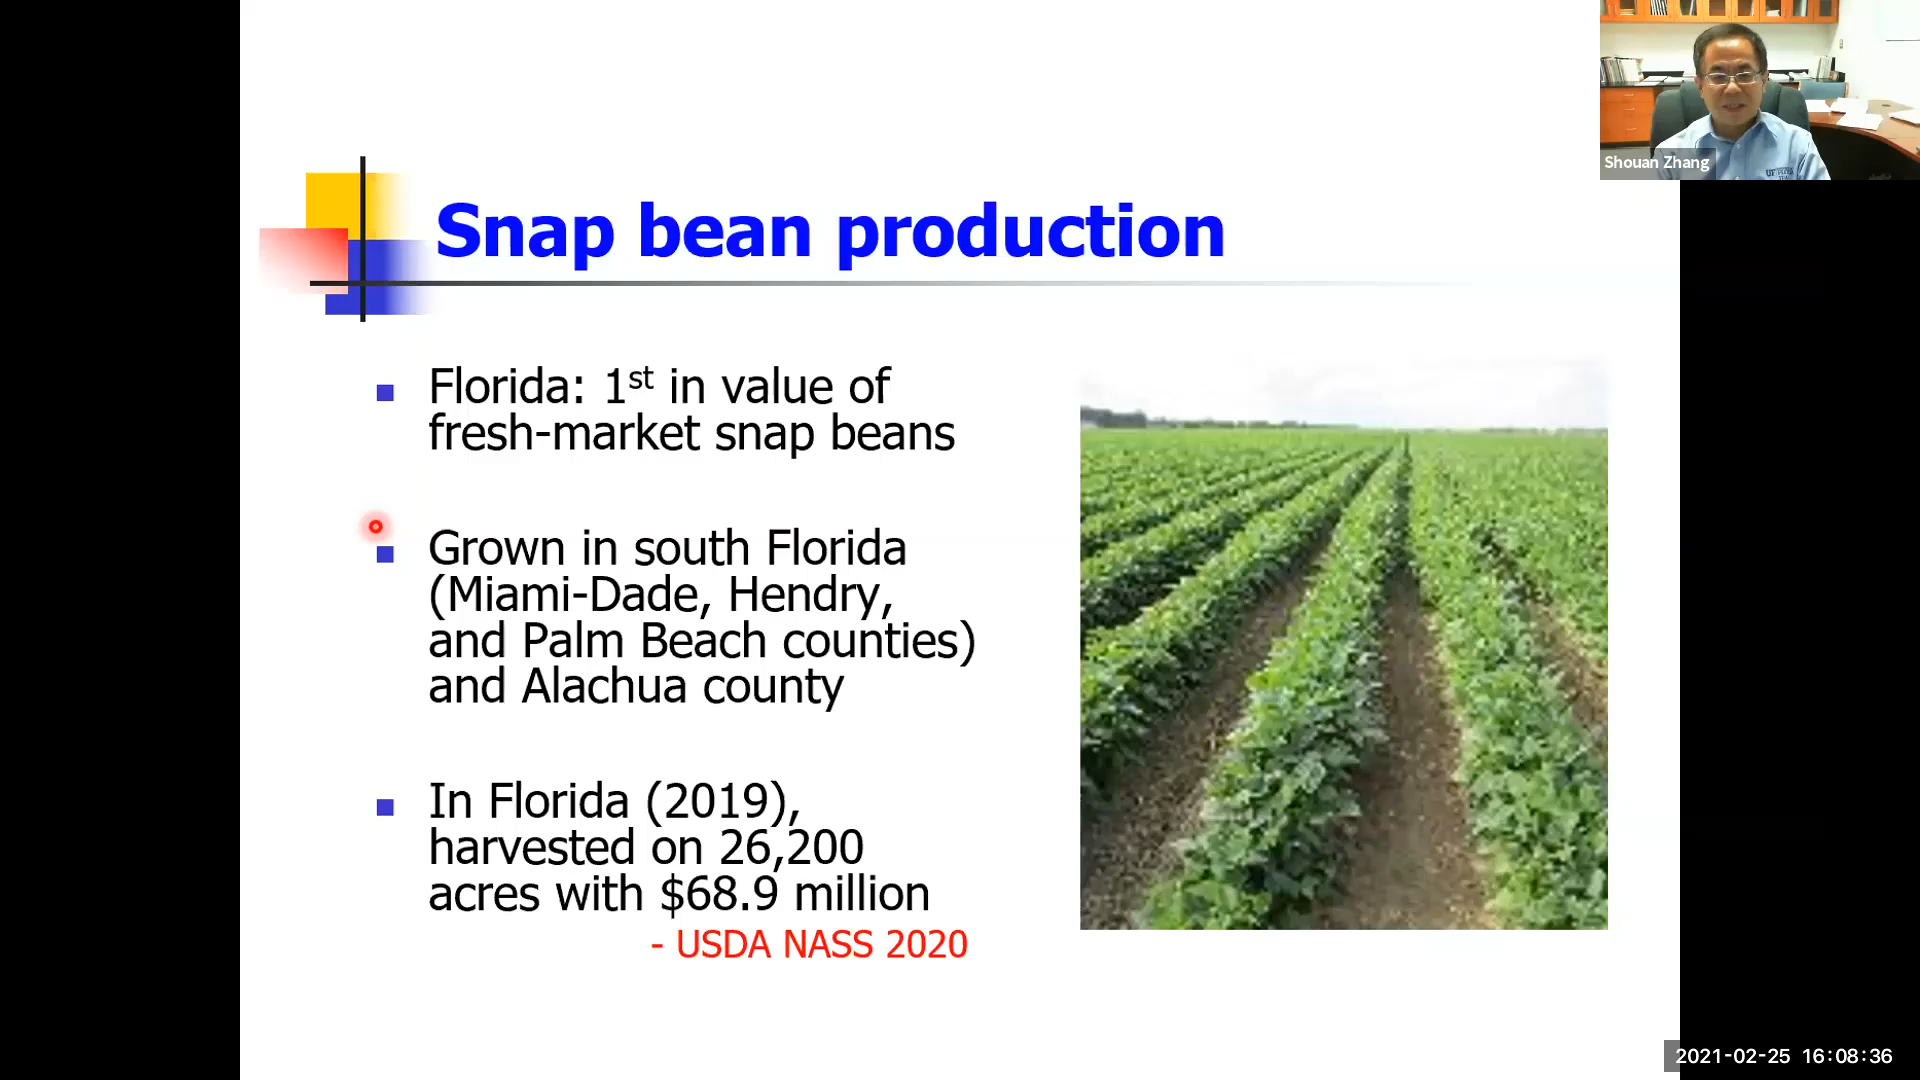 Shouan Zhang
Snap bean production
Florida: 1st in value of
fresh-market snap beans
Grown in south Florida
(Miami-Dade, Hendry,
and Palm Beach counties)
and Alachua county
In Florida (2019),
harvested on 26,200
acres with $68.9 million
- USDA NASS 2020
2021-02-25 16:08:36